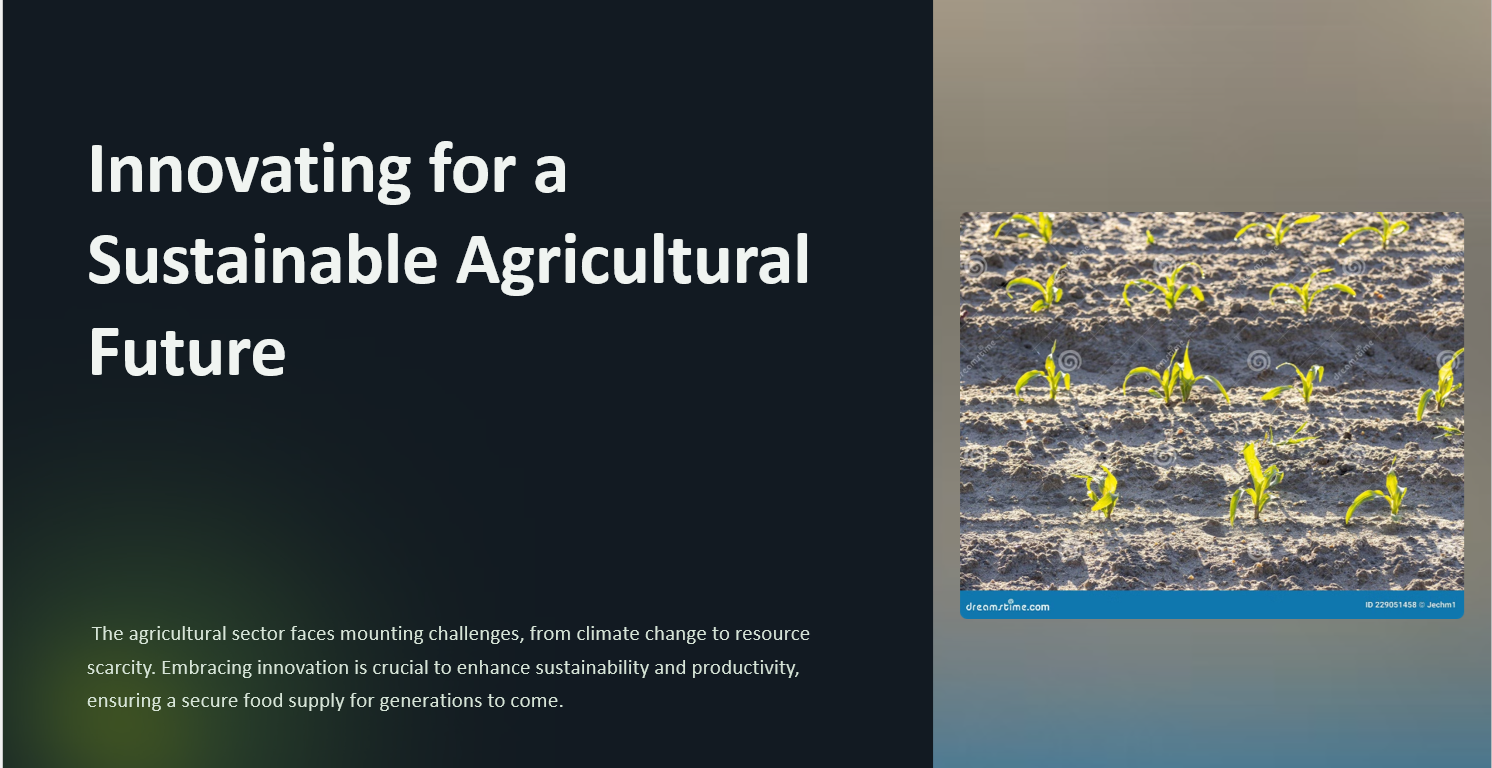 Innovating for a
Sustainable Agricultural
Future
The agricultural sector faces mounting challenges, from climate change to resource
scarcity. Embracing innovation is crucial to enhance sustainability and productivity,
ensuring a secure food supply for generations to come.
dreamstime.com
ID 229051458 © Jechm1